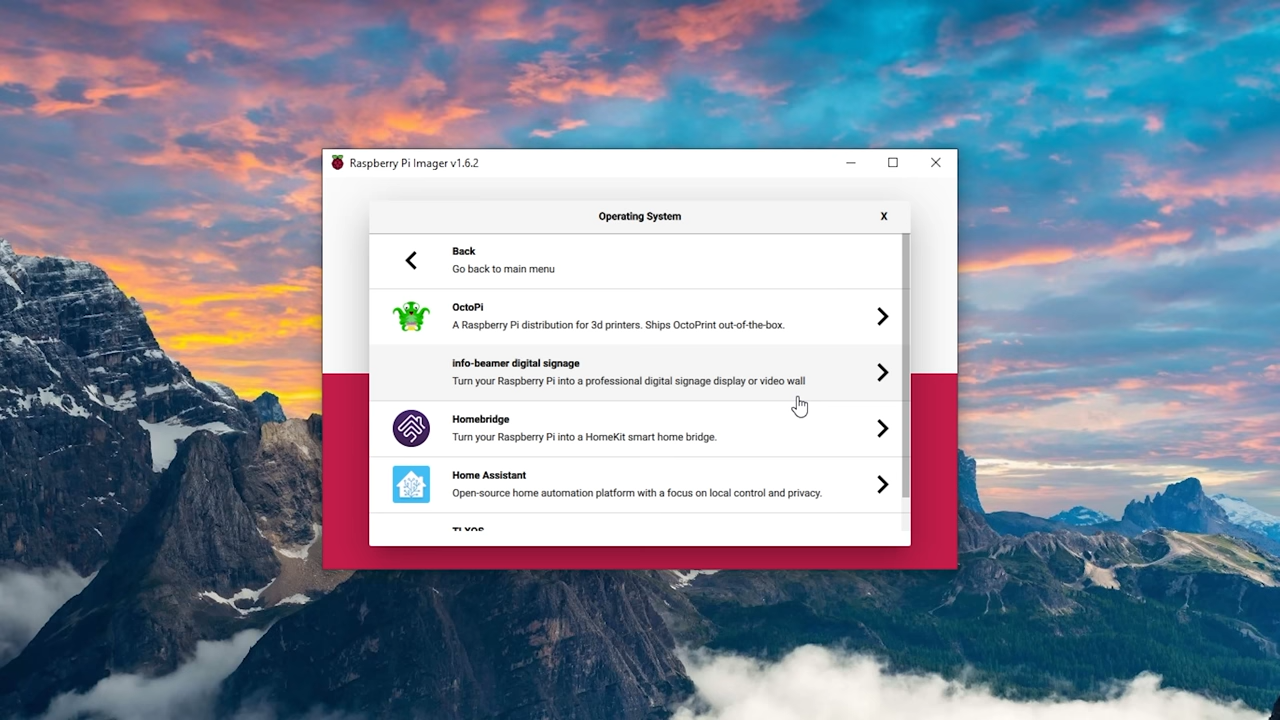 Raspberry Pi Imager v1.6.2
Operating System
X
Back
Go back to main menu
OctoPi
A Raspberry Pi distribution for 3d printers. Ships OctoPrint out-of-the-box.
info-beamer digital signage
Turn your Raspberry Pi into a professional digital signage display or video wall
Homebridge
Turn your Raspberry Pi into a HomeKit smart home bridge.
Home Assistant
Open-source home automation platform with a focus on local control and privacy.